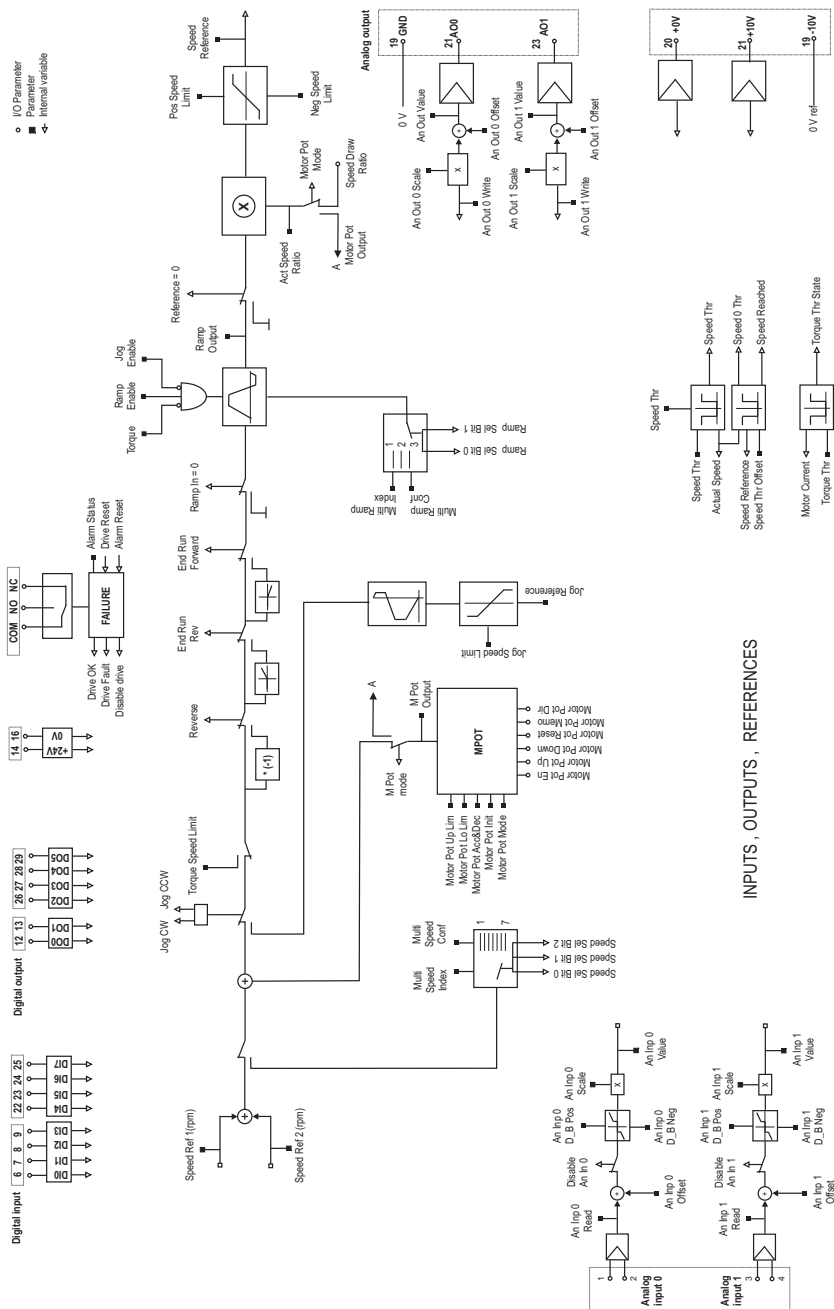 INPUTS , OUTPUTS , REFERENCES
I/O Parameter
Parameter
Internal variable
Digital input
6 7 8 9
DI0 DI1 DI2 DI3
22 23 24 25
DI4 DI5 DI6 DI7
Digital output
12 13
DO0 DO1
26 27 28 29
DO2 DO3 DO4 DO5
14 16
+24V 0V
COM NO NC
FAILURE
Drive OK
Drive Fault
Disable drive
Alarm Status
Drive Reset
Alarm Reset
Speed Ref 1(rpm)
Speed Ref 2 (rpm)
+
+
Jog CW
Jog CCW
Torque Speed Limit
* (-1)
Reverse
End Run
Rev
End Run
Forward
Ramp In = 0
Torque
Ramp
Enable
Jog
Enable
Ramp
Output
Reference = 0
X
Act Speed
Ratio
Motor Pot
Mode
A
Motor Pot
Output
Speed Draw
Ratio
Pos Speed
Limit
Neg Speed
Limit
Speed
Reference
Multi
Speed
Index
Multi
Speed
Conf
1
7
Speed Sel Bit 0
Speed Sel Bit 1
Speed Sel Bit 2
M Pot
mode
A
M Pot
Output
MPOT
Motor Pot Up Lim
Motor Pot Lo Lim
Motor Pot Acc&Dec
Motor Pot Init
Motor Pot Mode
Motor Pot En
Motor Pot Up
Motor Pot Down
Motor Pot Reset
Motor Pot Memo
Motor Pot Dir
Jog Speed Limit
Jog Reference
Multi Ramp
Index
Multi Ramp
Conf
1
2
3
Ramp Sel Bit 0
Ramp Sel Bit 1
Analog output
0 V
19 GND
An Out 0 Scale
An Out Value
21 AO0
X
+
An Out 0 Write
An Out 0 Offset
An Out 1 Scale
An Out 1 Value
23 AO1
X
+
An Out 1 Write
An Out 1 Offset
20 +0V
21 +10V
0 V ref
19 -10V
Speed Thr
Speed Thr
Speed Thr
Actual Speed
Speed 0 Thr
Speed Reference
Speed Reached
Speed Thr Offset
Motor Current
Torque Thr State
Torque Thr
Analog
input 0
1
2
An Inp 0
Read
+
An Inp 0
Offset
Disable
An In 0
An Inp 0
D_B Pos
An Inp 0
D_B Neg
An Inp 0
Scale
X
An Inp 0
Value
Analog
input 1
3
4
An Inp 1
Read
+
An Inp 1
Offset
Disable
An In 1
An Inp 1
D_B Pos
An Inp 1
D_B Neg
An Inp 1
Scale
X
An Inp 1
Value